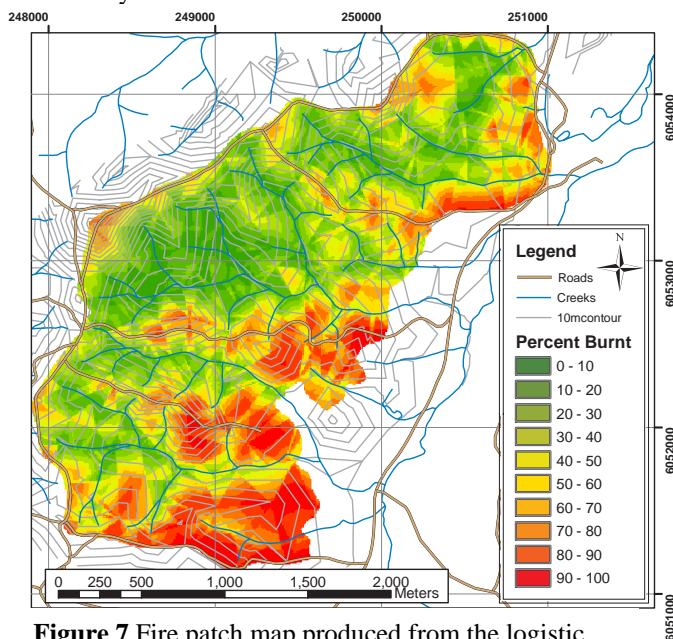 248000 249000 250000 251000
6054000
6053000
6052000
6051000
N
Legend
Roads
Creeks
10mcontour
Percent Burnt
0 - 10
10 - 20
20 - 30
30 - 40
40 - 50
50 - 60
60 - 70
70 - 80
80 - 90
90 - 100
0 250 500 1,000 1,500 2,000
Meters
Figure 7 Fire patch map produced from the logistic